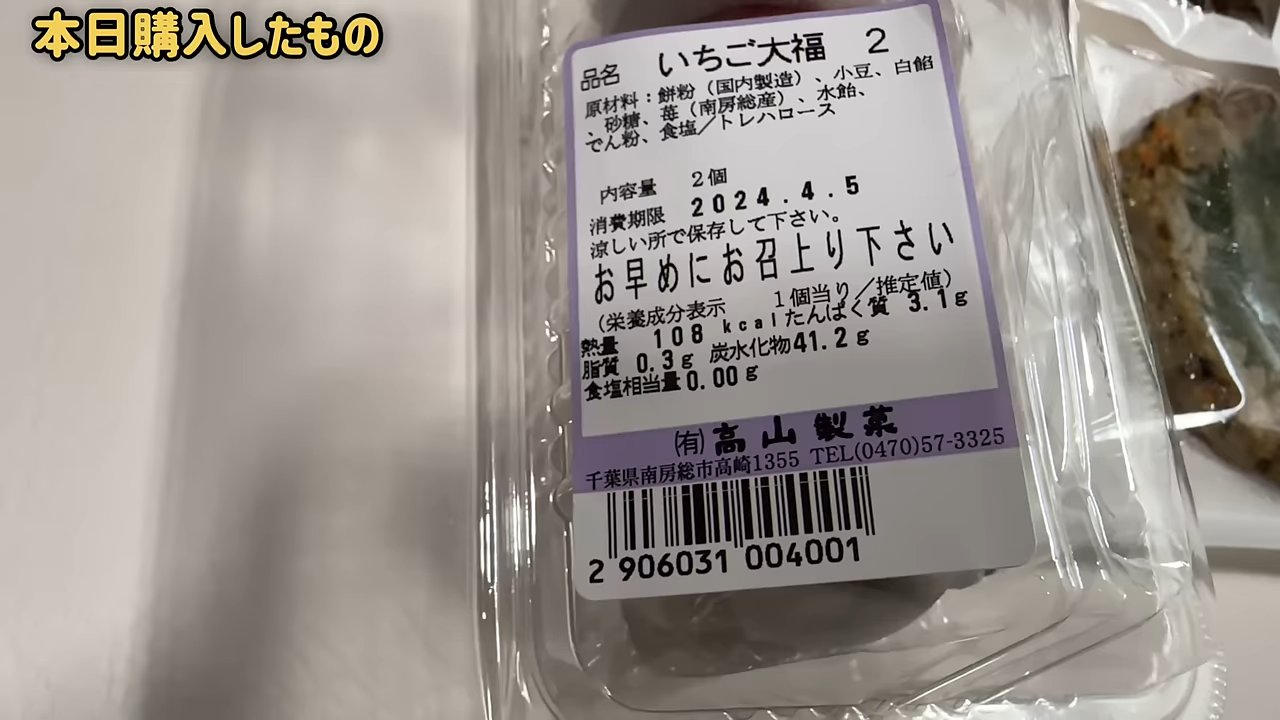 本日購入したもの
品名 いちご大福 2
原材料：餅粉（国内製造）、小豆、白餡
、砂糖、苺（南房総産）、水飴、
でん粉、食塩／トレハロース
内容量 2個
消費期限 2024.4.5
涼しい所で保存して下さい。
お早めにお召上り下さい
（栄養成分表示 1個当り／推定値）
熱量 108 kcalたんぱく質 3.1g
脂質 0.3g 炭水化物41.2g
食塩相当量0.00g
㈲高山製菓
千葉県南房総市高崎1355 TEL(0470)57-3325
2 906031 004001